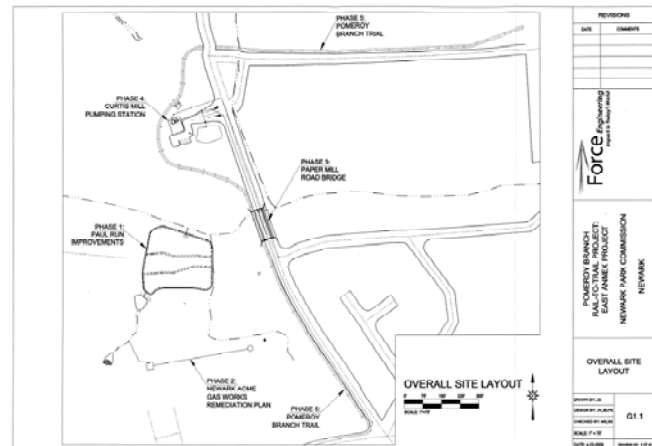 PHASE 5:
POMEROY
BRANCH TRIAL
PHASE 4:
CURTIS MILL
PUMPING STATION
PHASE 3:
PAPER MILL
ROAD BRIDGE
PHASE 1:
PAUL RUN
IMPROVEMENTS
PHASE 2:
NEWARK ACME
GAS WORKS
REMEDIATION PLAN
PHASE 5:
POMEROY
BRANCH TRAIL
OVERALL SITE LAYOUT
REVISIONS
DATE COMMENTS
Force Engineering
POMEROY BRANCH
RAIL-TO-TRAIL PROJECT:
EAST ANNEX PROJECT
NEWARK PARK COMMISSION
NEWARK
OVERALL SITE
LAYOUT
G1.1